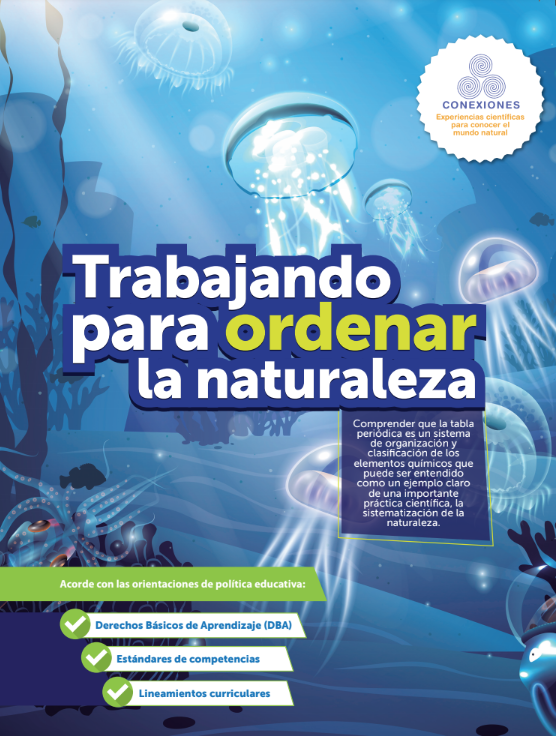 CONEXIONES
Experiencias científicas
para conocer el
mundo natural
Trabajando
para ordenar
la naturaleza
Comprender que la tabla
periódica es un sistema
de organización y
clasificación de los
elementos químicos que
puede ser entendido
como un ejemplo claro
de una importante
práctica científica, la
sistematización de la
naturaleza.
Acorde con las orientaciones de política educativa:
Derechos Básicos de Aprendizaje (DBA)
Estándares de competencias
Lineamientos curriculares